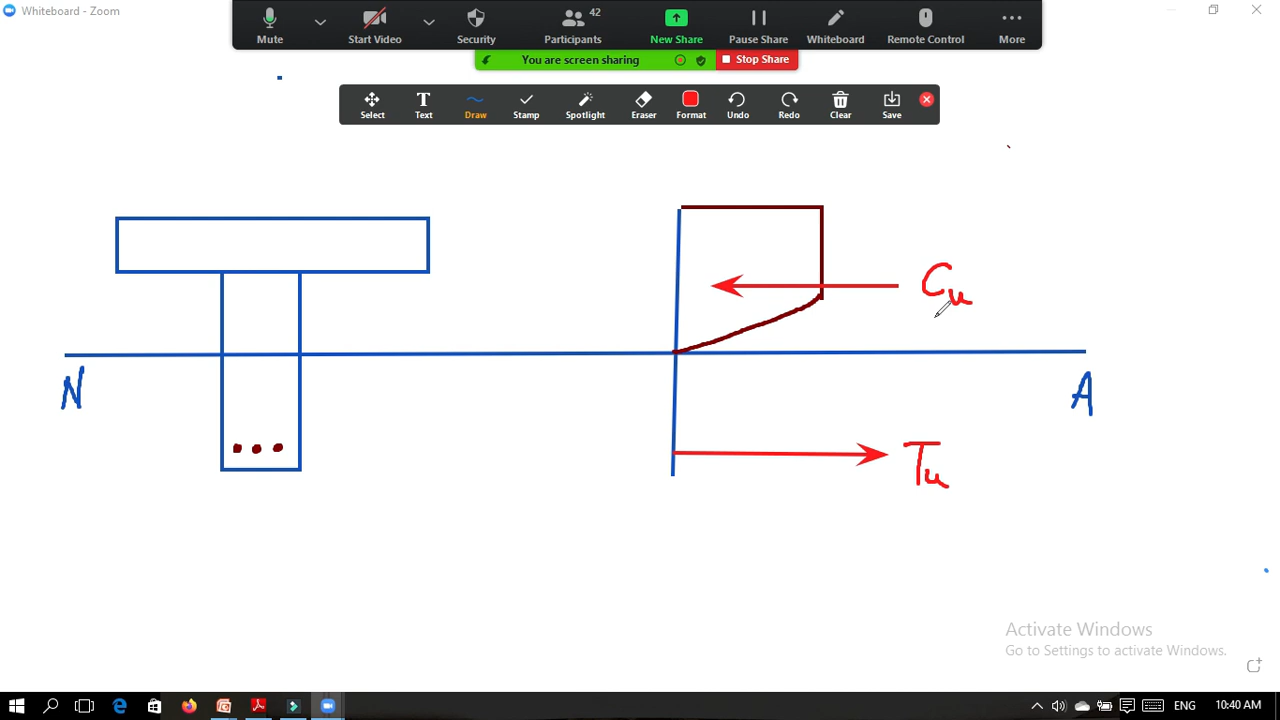 Whiteboard - Zoom
Mute
Start Video
Security
42
Participants
New Share
Pause Share
Whiteboard
Remote Control
More
You are screen sharing
Stop Share
Select
Text
Draw
Stamp
Spotlight
Eraser
Format
Undo
Redo
Clear
Save
Cu
N
A
Tu
Activate Windows
Go to Settings to activate Windows.
ENG
10:40 AM